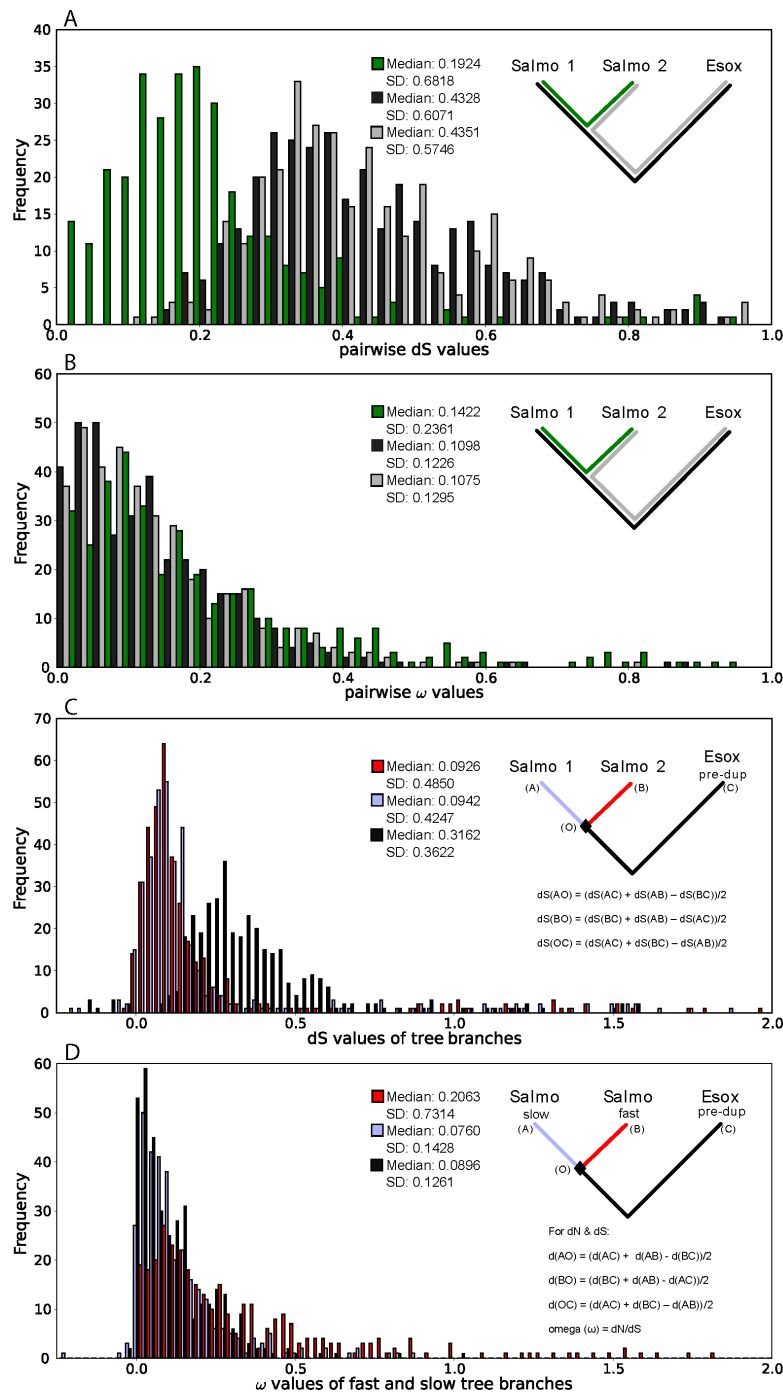 A
40
35
30
25
20
15
10
5
0
Frequency
0.0 0.2 0.4 0.6 0.8 1.0
pairwise dS values
Median: 0.1924
SD: 0.6818
Median: 0.4328
SD: 0.6071
Median: 0.4351
SD: 0.5746
Salmo 1 Salmo 2 Esox
B
60
50
40
30
20
10
0
Frequency
0.0 0.2 0.4 0.6 0.8 1.0
pairwise ω values
Median: 0.1422
SD: 0.2361
Median: 0.1098
SD: 0.1226
Median: 0.1075
SD: 0.1295
Salmo 1 Salmo 2 Esox
C
70
60
50
40
30
20
10
0
Frequency
0.0 0.5 1.0 1.5 2.0
dS values of tree branches
Median: 0.0926
SD: 0.4850
Median: 0.0942
SD: 0.4247
Median: 0.3162
SD: 0.3622
Salmo 1 Salmo 2 Esox
pre-dup
(A) (B) (C)
(O)
dS(AO) = (dS(AC) + dS(AB) – dS(BC))/2
dS(BO) = (dS(BC) + dS(AB) – dS(AC))/2
dS(OC) = (dS(AC) + dS(BC) – dS(AB))/2
D
60
50
40
30
20
10
0
Frequency
0.0 0.5 1.0 1.5 2.0
ω values of fast and slow tree branches
Median: 0.2063
SD: 0.7314
Median: 0.0760
SD: 0.1428
Median: 0.0896
SD: 0.1261
Salmo Salmo Esox
slow fast pre-dup
(A) (B) (C)
(O)
For dN & dS:
d(AO) = (d(AC) + d(AB) - d(BC))/2
d(BO) = (d(BC) + d(AB) - d(AC))/2
d(OC) = (d(AC) + d(BC) - d(AB))/2
omega (ω) = dN/dS